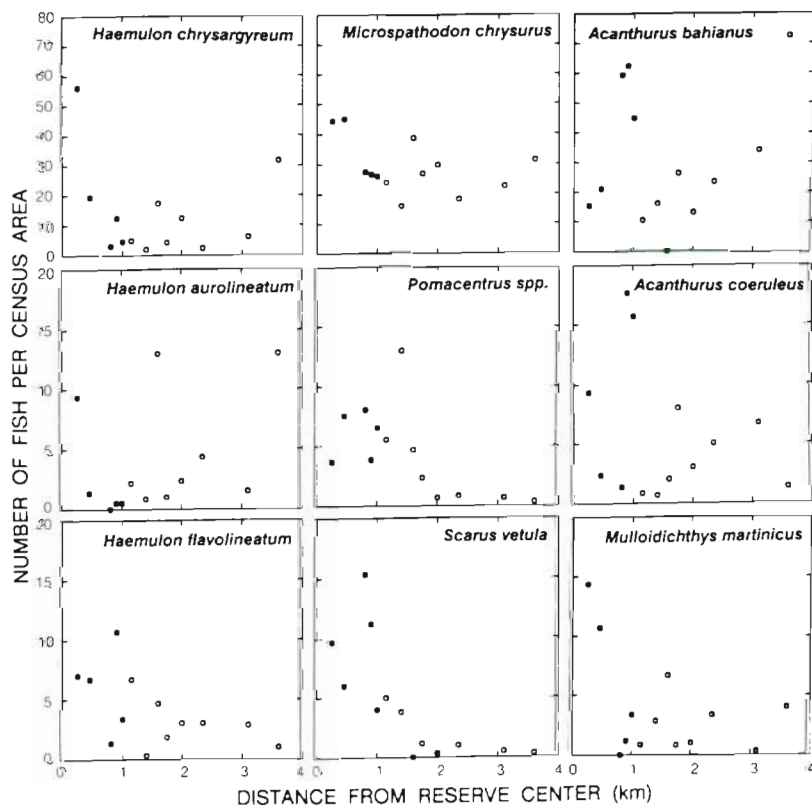 80
70
60
50
40
30
20
10
0
Haemulon chrysargyreum
Microspathodon chrysurus
Acanthurus bahianus
20
15
10
5
0
Haemulon aurolineatum
Pomacentrus spp.
Acanthurus coeruleus
20
15
10
5
0
Haemulon flavolineatum
Scarus vetula
Mulloidichthys martinicus
0 1 2 3 4 0 1 2 3 4 0 1 2 3 4
NUMBER OF FISH PER CENSUS AREA
DISTANCE FROM RESERVE CENTER (km)